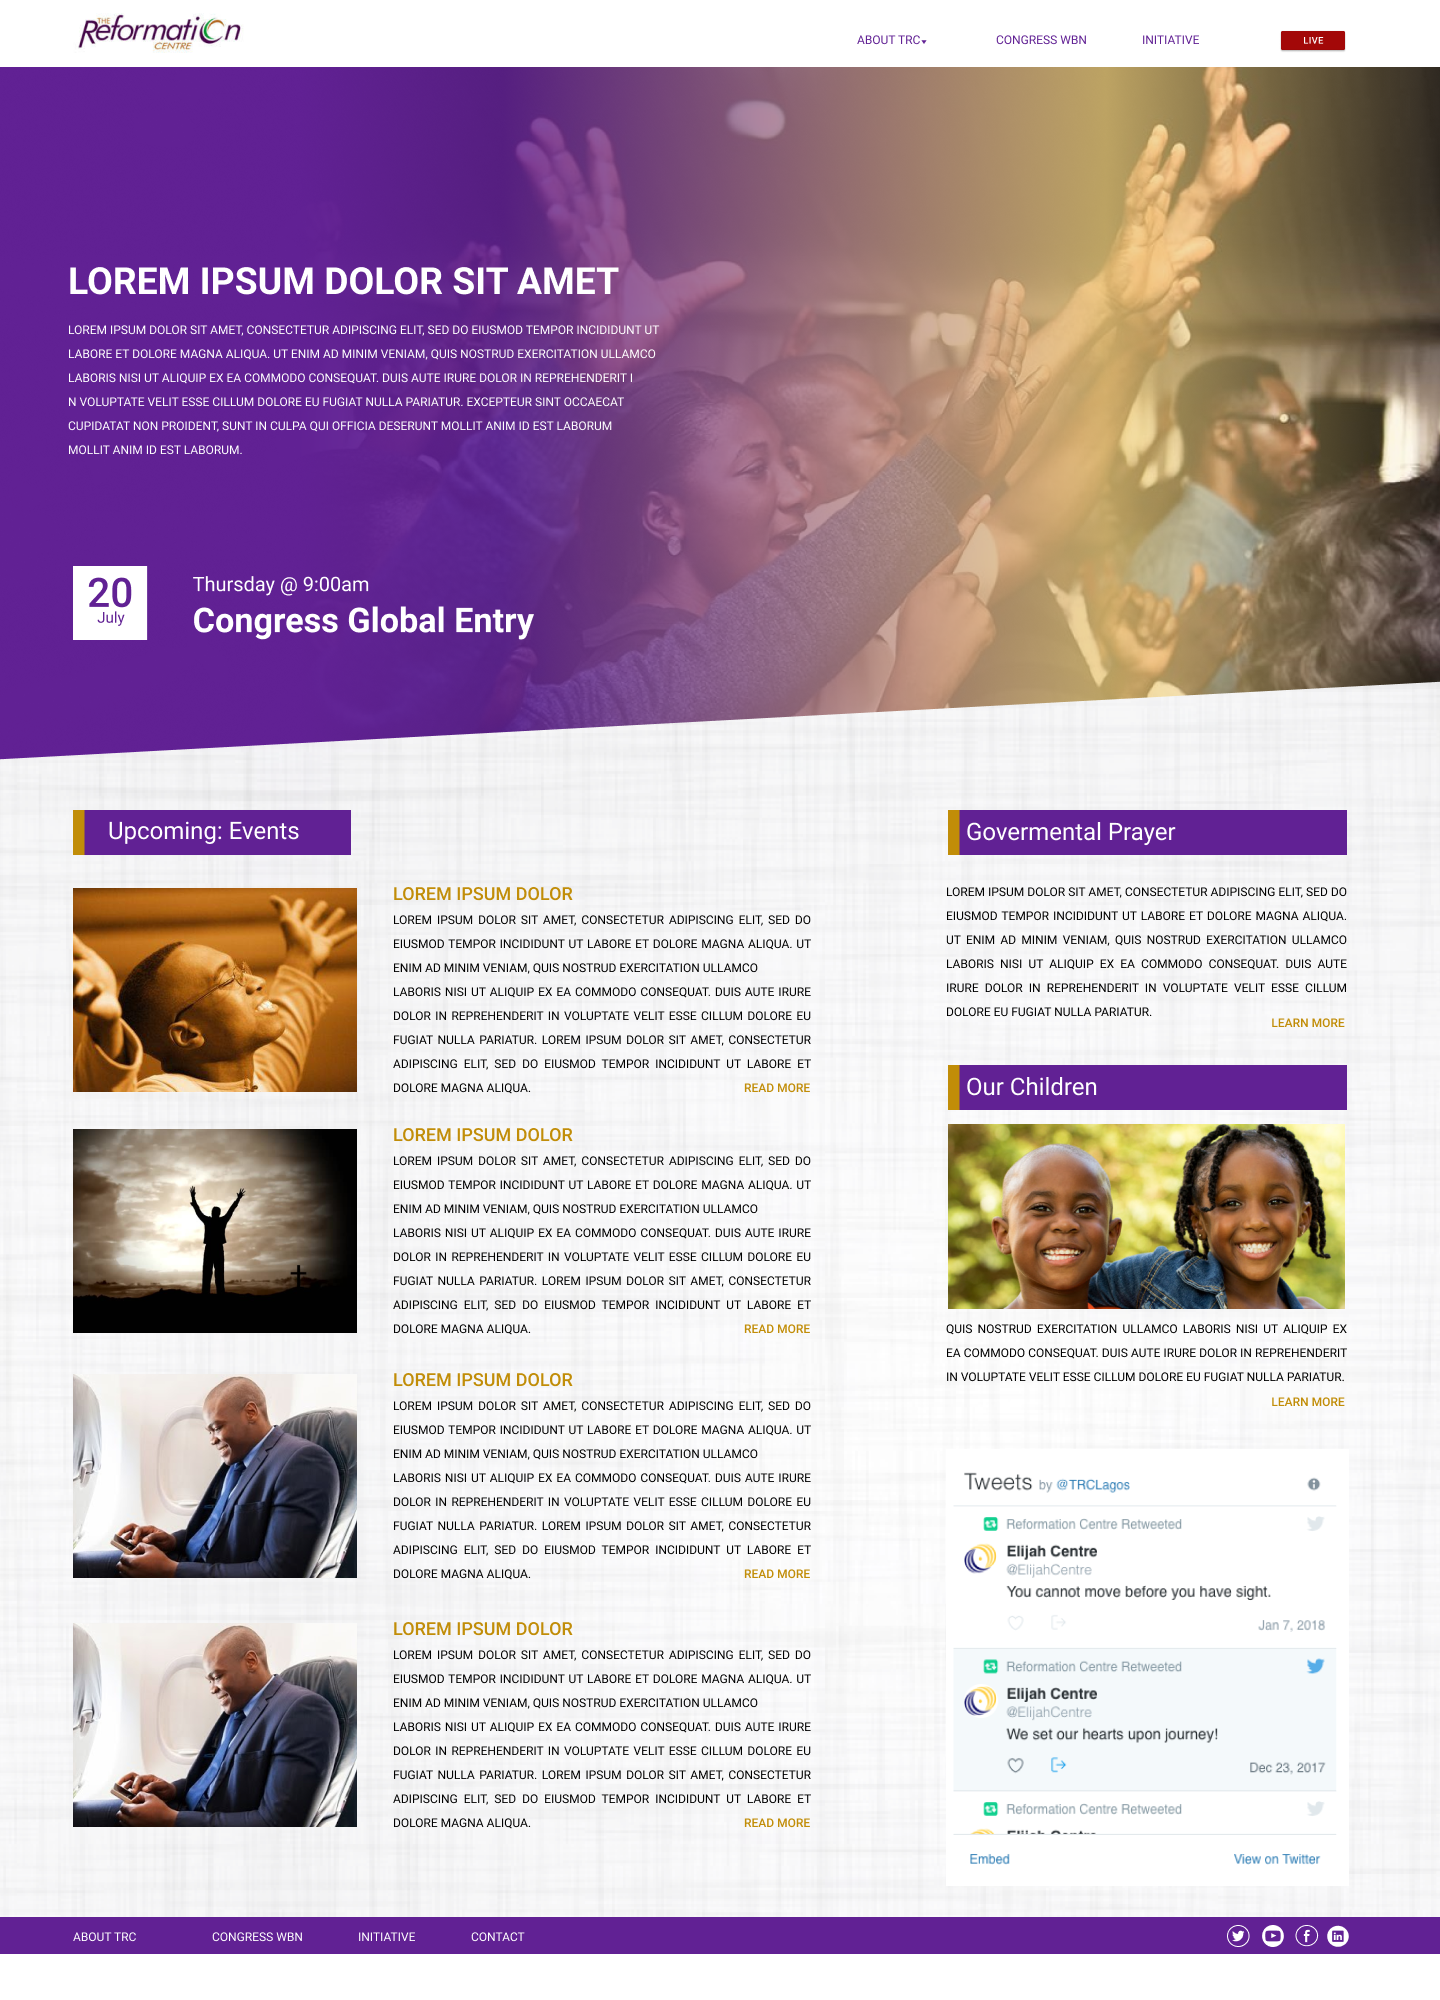 THE
Reformation
CENTRE
ABOUT TRC
CONGRESS WBN
INITIATIVE
LIVE
LOREM IPSUM DOLOR SIT AMET
LOREM IPSUM DOLOR SIT AMET, CONSECTETUR ADIPISCING ELIT, SED DO EIUSMOD TEMPOR INCIDIDUNT UT
LABORE ET DOLORE MAGNA ALIQUA. UT ENIM AD MINIM VENIAM, QUIS NOSTRUD EXERCITATION ULLAMCO
LABORIS NISI UT ALIQUIP EX EA COMMODO CONSEQUAT. DUIS AUTE IRURE DOLOR IN REPREHENDERIT I
N VOLUPTATE VELIT ESSE CILLUM DOLORE EU FUGIAT NULLA PARIATUR. EXCEPTEUR SINT OCCAECAT
CUPIDATAT NON PROIDENT, SUNT IN CULPA QUI OFFICIA DESERUNT MOLLIT ANIM ID EST LABORUM
MOLLIT ANIM ID EST LABORUM.
20
July
Thursday @ 9:00am
Congress Global Entry
Upcoming: Events
LOREM IPSUM DOLOR
LOREM IPSUM DOLOR SIT AMET, CONSECTETUR ADIPISCING ELIT, SED DO
EIUSMOD TEMPOR INCIDIDUNT UT LABORE ET DOLORE MAGNA ALIQUA. UT
ENIM AD MINIM VENIAM, QUIS NOSTRUD EXERCITATION ULLAMCO
LABORIS NISI UT ALIQUIP EX EA COMMODO CONSEQUAT. DUIS AUTE IRURE
DOLOR IN REPREHENDERIT IN VOLUPTATE VELIT ESSE CILLUM DOLORE EU
FUGIAT NULLA PARIATUR. LOREM IPSUM DOLOR SIT AMET, CONSECTETUR
ADIPISCING ELIT, SED DO EIUSMOD TEMPOR INCIDIDUNT UT LABORE ET
DOLORE MAGNA ALIQUA.
READ MORE
LOREM IPSUM DOLOR
LOREM IPSUM DOLOR SIT AMET, CONSECTETUR ADIPISCING ELIT, SED DO
EIUSMOD TEMPOR INCIDIDUNT UT LABORE ET DOLORE MAGNA ALIQUA. UT
ENIM AD MINIM VENIAM, QUIS NOSTRUD EXERCITATION ULLAMCO
LABORIS NISI UT ALIQUIP EX EA COMMODO CONSEQUAT. DUIS AUTE IRURE
DOLOR IN REPREHENDERIT IN VOLUPTATE VELIT ESSE CILLUM DOLORE EU
FUGIAT NULLA PARIATUR. LOREM IPSUM DOLOR SIT AMET, CONSECTETUR
ADIPISCING ELIT, SED DO EIUSMOD TEMPOR INCIDIDUNT UT LABORE ET
DOLORE MAGNA ALIQUA.
READ MORE
LOREM IPSUM DOLOR
LOREM IPSUM DOLOR SIT AMET, CONSECTETUR ADIPISCING ELIT, SED DO
EIUSMOD TEMPOR INCIDIDUNT UT LABORE ET DOLORE MAGNA ALIQUA. UT
ENIM AD MINIM VENIAM, QUIS NOSTRUD EXERCITATION ULLAMCO
LABORIS NISI UT ALIQUIP EX EA COMMODO CONSEQUAT. DUIS AUTE IRURE
DOLOR IN REPREHENDERIT IN VOLUPTATE VELIT ESSE CILLUM DOLORE EU
FUGIAT NULLA PARIATUR. LOREM IPSUM DOLOR SIT AMET, CONSECTETUR
ADIPISCING ELIT, SED DO EIUSMOD TEMPOR INCIDIDUNT UT LABORE ET
DOLORE MAGNA ALIQUA.
READ MORE
LOREM IPSUM DOLOR
LOREM IPSUM DOLOR SIT AMET, CONSECTETUR ADIPISCING ELIT, SED DO
EIUSMOD TEMPOR INCIDIDUNT UT LABORE ET DOLORE MAGNA ALIQUA. UT
ENIM AD MINIM VENIAM, QUIS NOSTRUD EXERCITATION ULLAMCO
LABORIS NISI UT ALIQUIP EX EA COMMODO CONSEQUAT. DUIS AUTE IRURE
DOLOR IN REPREHENDERIT IN VOLUPTATE VELIT ESSE CILLUM DOLORE EU
FUGIAT NULLA PARIATUR. LOREM IPSUM DOLOR SIT AMET, CONSECTETUR
ADIPISCING ELIT, SED DO EIUSMOD TEMPOR INCIDIDUNT UT LABORE ET
DOLORE MAGNA ALIQUA.
READ MORE
Govermental Prayer
LOREM IPSUM DOLOR SIT AMET, CONSECTETUR ADIPISCING ELIT, SED DO
EIUSMOD TEMPOR INCIDIDUNT UT LABORE ET DOLORE MAGNA ALIQUA.
UT ENIM AD MINIM VENIAM, QUIS NOSTRUD EXERCITATION ULLAMCO
LABORIS NISI UT ALIQUIP EX EA COMMODO CONSEQUAT. DUIS AUTE
IRURE DOLOR IN REPREHENDERIT IN VOLUPTATE VELIT ESSE CILLUM
DOLORE EU FUGIAT NULLA PARIATUR.
LEARN MORE
Our Children
QUIS NOSTRUD EXERCITATION ULLAMCO LABORIS NISI UT ALIQUIP EX
EA COMMODO CONSEQUAT. DUIS AUTE IRURE DOLOR IN REPREHENDERIT
IN VOLUPTATE VELIT ESSE CILLUM DOLORE EU FUGIAT NULLA PARIATUR.
LEARN MORE
Tweets by @TRCLagos
Reformation Centre Retweeted
Elijah Centre
@ElijahCentre
You cannot move before you have sight.
Jan 7, 2018
Reformation Centre Retweeted
Elijah Centre
@ElijahCentre
We set our hearts upon journey!
Dec 23, 2017
Reformation Centre Retweeted
Elijah Centre
Embed
View on Twitter
ABOUT TRC
CONGRESS WBN
INITIATIVE
CONTACT